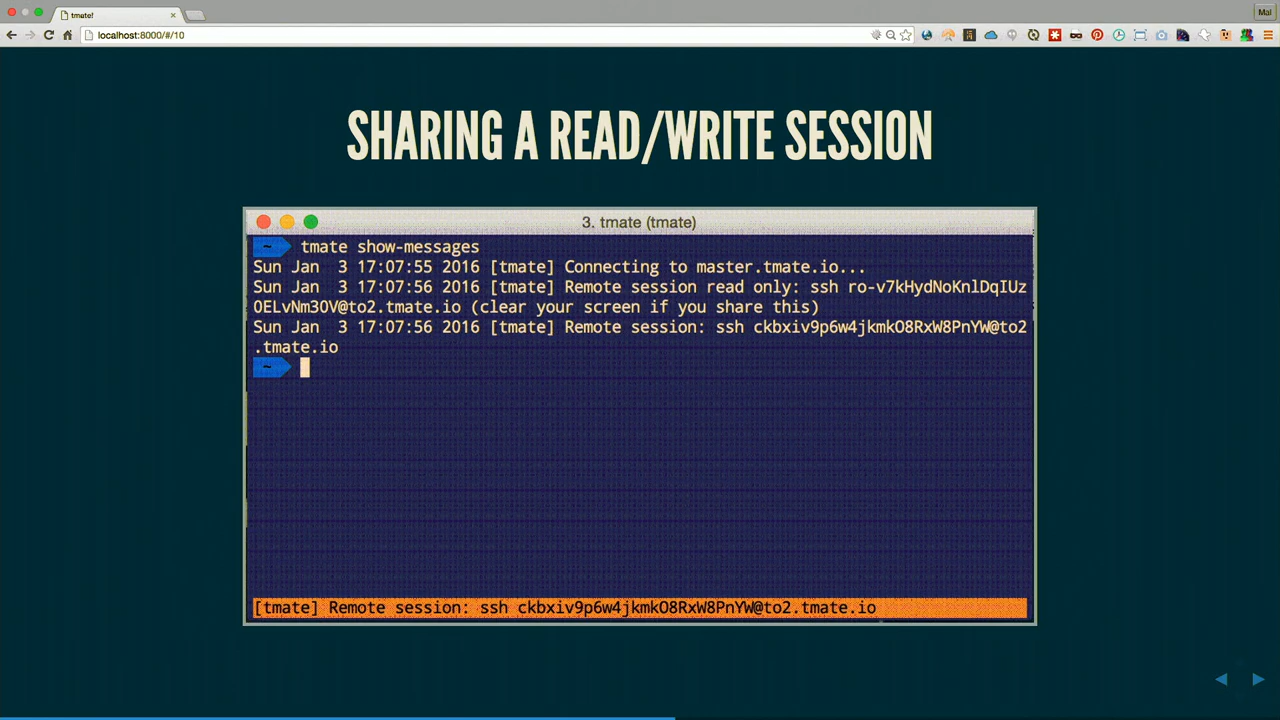 tmate!
Mal
localhost:8000/#/10
SHARING A READ/WRITE SESSION
3. tmate (tmate)
~ tmate show-messages
Sun Jan  3 17:07:55 2016 [tmate] Connecting to master.tmate.io...
Sun Jan  3 17:07:56 2016 [tmate] Remote session read only: ssh ro-v7kHydNoKnlDqIUz
0ELvNm3OV@to2.tmate.io (clear your screen if you share this)
Sun Jan  3 17:07:56 2016 [tmate] Remote session: ssh ckbxiv9p6w4jkmkO8RxW8PnYW@to2
.tmate.io
~
[tmate] Remote session: ssh ckbxiv9p6w4jkmkO8RxW8PnYW@to2.tmate.io